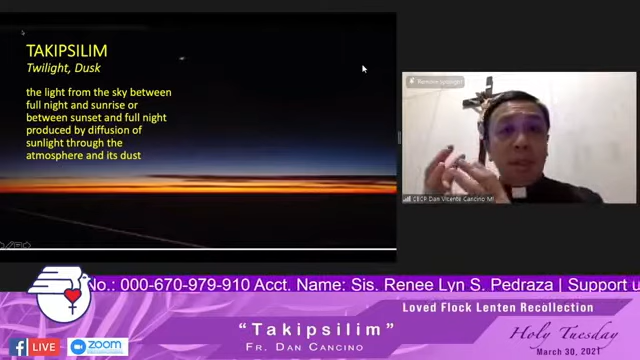 TAKIPSILIM
Twilight, Dusk
the light from the sky between
full night and sunrise or
between sunset and full night
produced by diffusion of
sunlight through the
atmosphere and its dust
Remove spotlight
CBCP Dan Vicente Cancino MI
No.: 000-670-979-910 Acct. Name: Sis. Renee Lyn S. Pedraza | Support u
Loved Flock Lenten Recollection
"Takipsilim"
Fr. Dan Cancino
Holy Tuesday
March 30, 2021
f LIVE
zoom